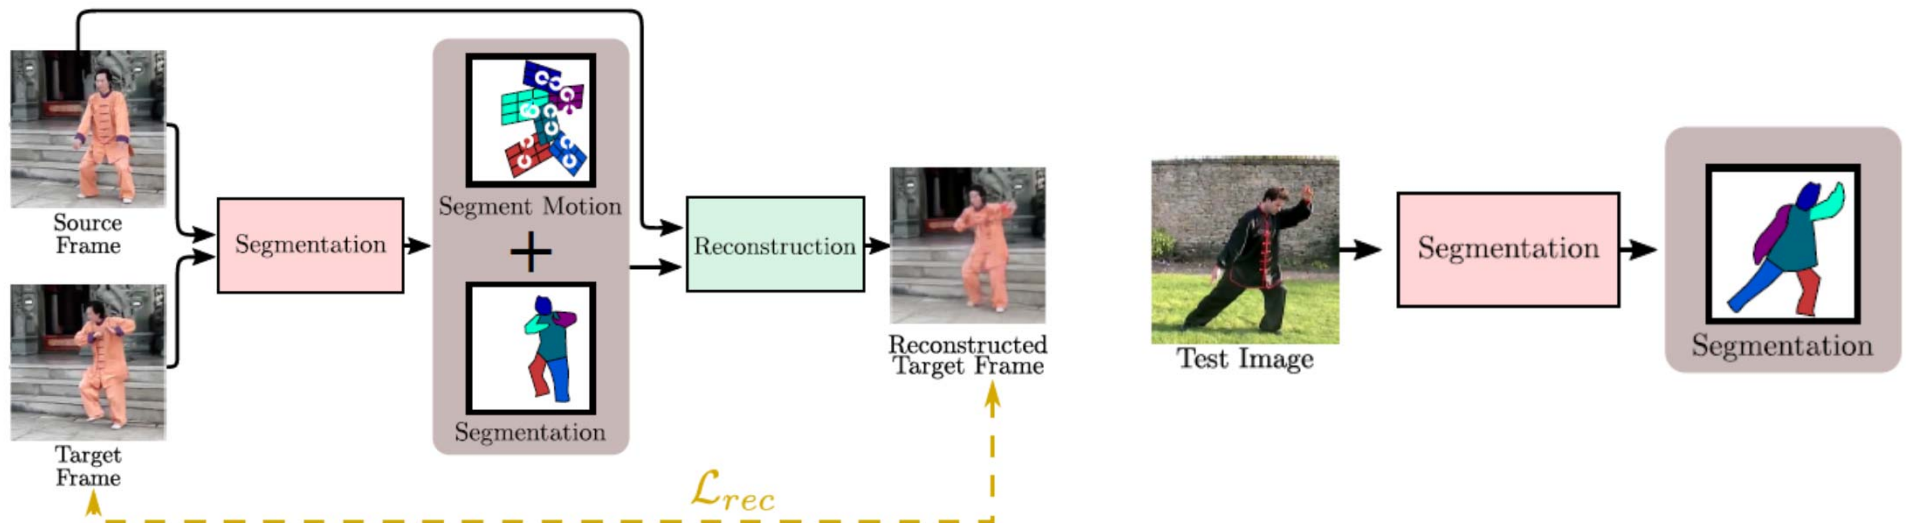 Source
Frame
Target
Frame
Segmentation
Segment Motion
+
Segmentation
Reconstruction
Reconstructed
Target Frame
ℒrec
Test Image
Segmentation
Segmentation